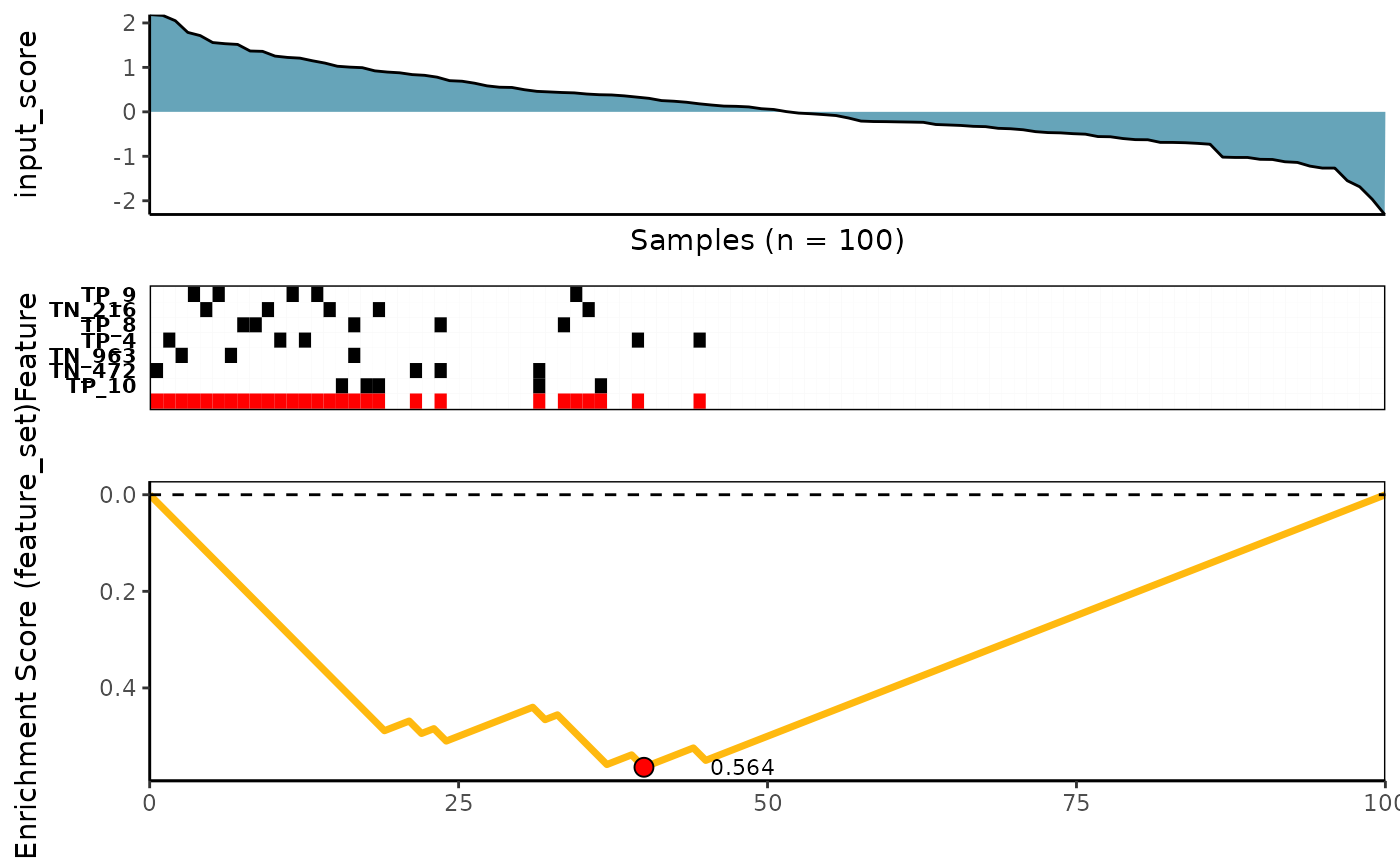 input_score
2
1
0
-1
-2
Samples (n = 100)
Feature
TP_9
TN_216
TP_8
TP_4
TN_963
TN_472
TP_10
Enrichment Score (feature_set)
0.0
0.2
0.4
0.564
0 25 50 75 100